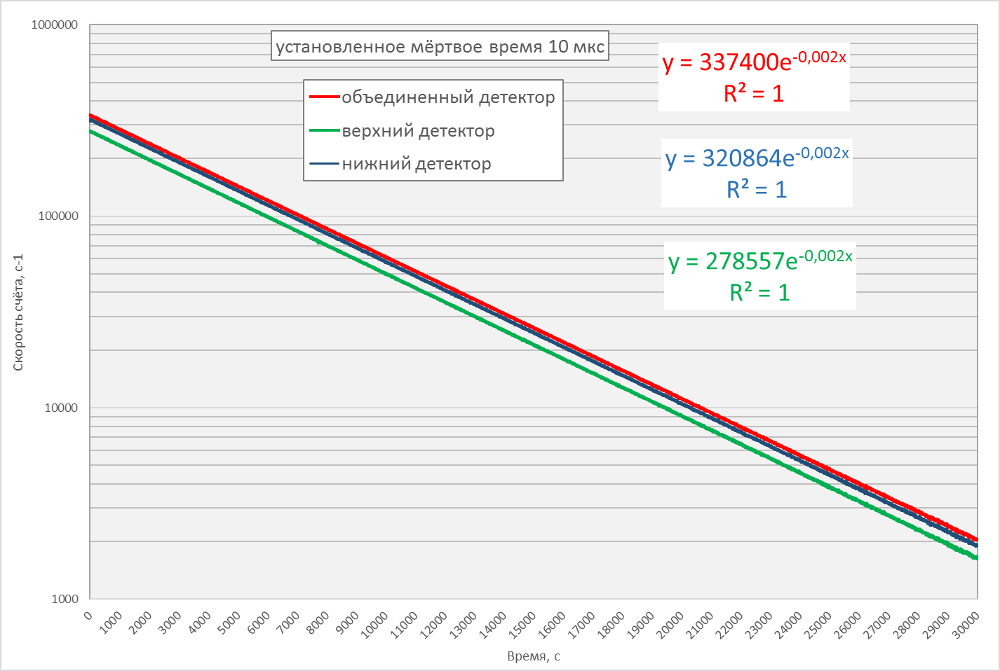 установленное мёртвое время 10 мкс
объединенный детектор
верхний детектор
нижний детектор
y = 337400e^-0,002x
R² = 1
y = 320864e^-0,002x
R² = 1
y = 278557e^-0,002x
R² = 1
Скорость счёта, с-1
1000000
100000
10000
1000
0
1000
2000
3000
4000
5000
6000
7000
8000
9000
10000
11000
12000
13000
14000
15000
16000
17000
18000
19000
20000
21000
22000
23000
24000
25000
26000
27000
28000
29000
30000
Время, с